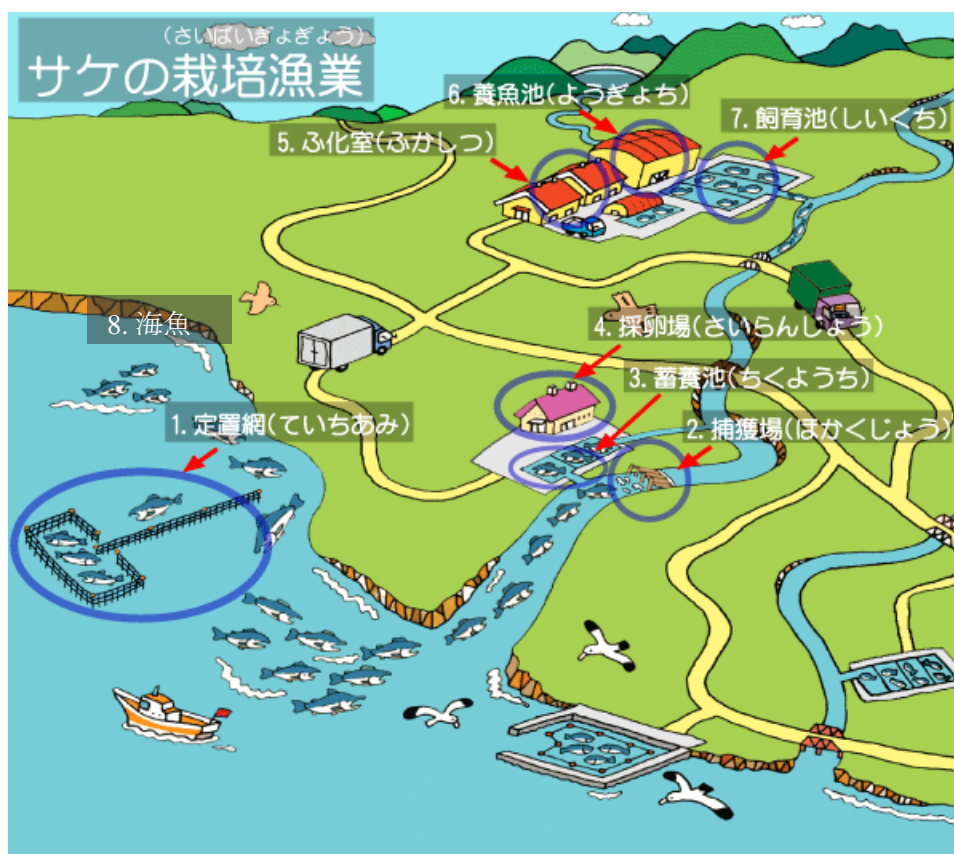 (さいばいぎょぎょう)
サケの栽培漁業
6. 養魚池(ようぎょち)
7. 飼育池(しいくち)
5. ふ化室(ふかしつ)
8. 海魚
4. 採卵場(さいらんじょう)
3. 蓄養池(ちくようち)
1. 定置網(ていちあみ)
2. 捕獲場(ほかくじょう)